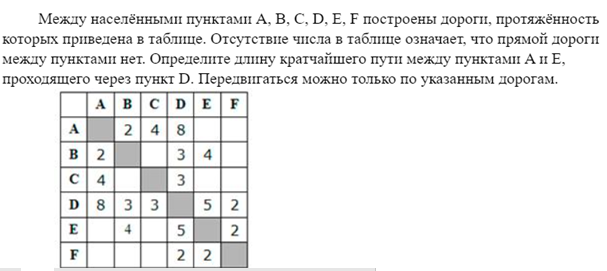 Между населёнными пунктами A, B, C, D, E, F построены дороги, протяжённость
которых приведена в таблице. Отсутствие числа в таблице означает, что прямой дороги
между пунктами нет. Определите длину кратчайшего пути между пунктами A и E,
проходящего через пункт D. Передвигаться можно только по указанным дорогам.
A B C D E F
A 2 4 8
B 2 3 4
C 4 3
D 8 3 3 5 2
E 4 5 2
F 2 2